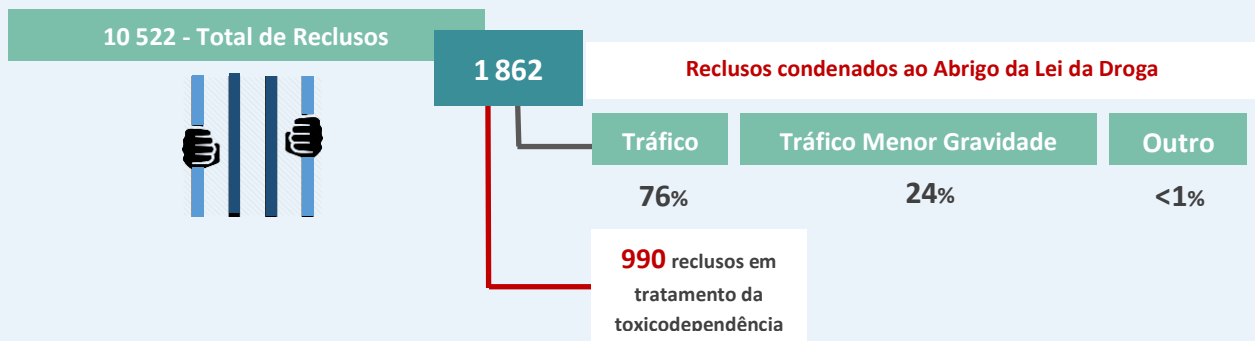 10 522 - Total de Reclusos
1 862
Reclusos condenados ao Abrigo da Lei da Droga
Tráfico
Tráfico Menor Gravidade
Outro
76%
24%
<1%
990 reclusos em
tratamento da
toxicodependência